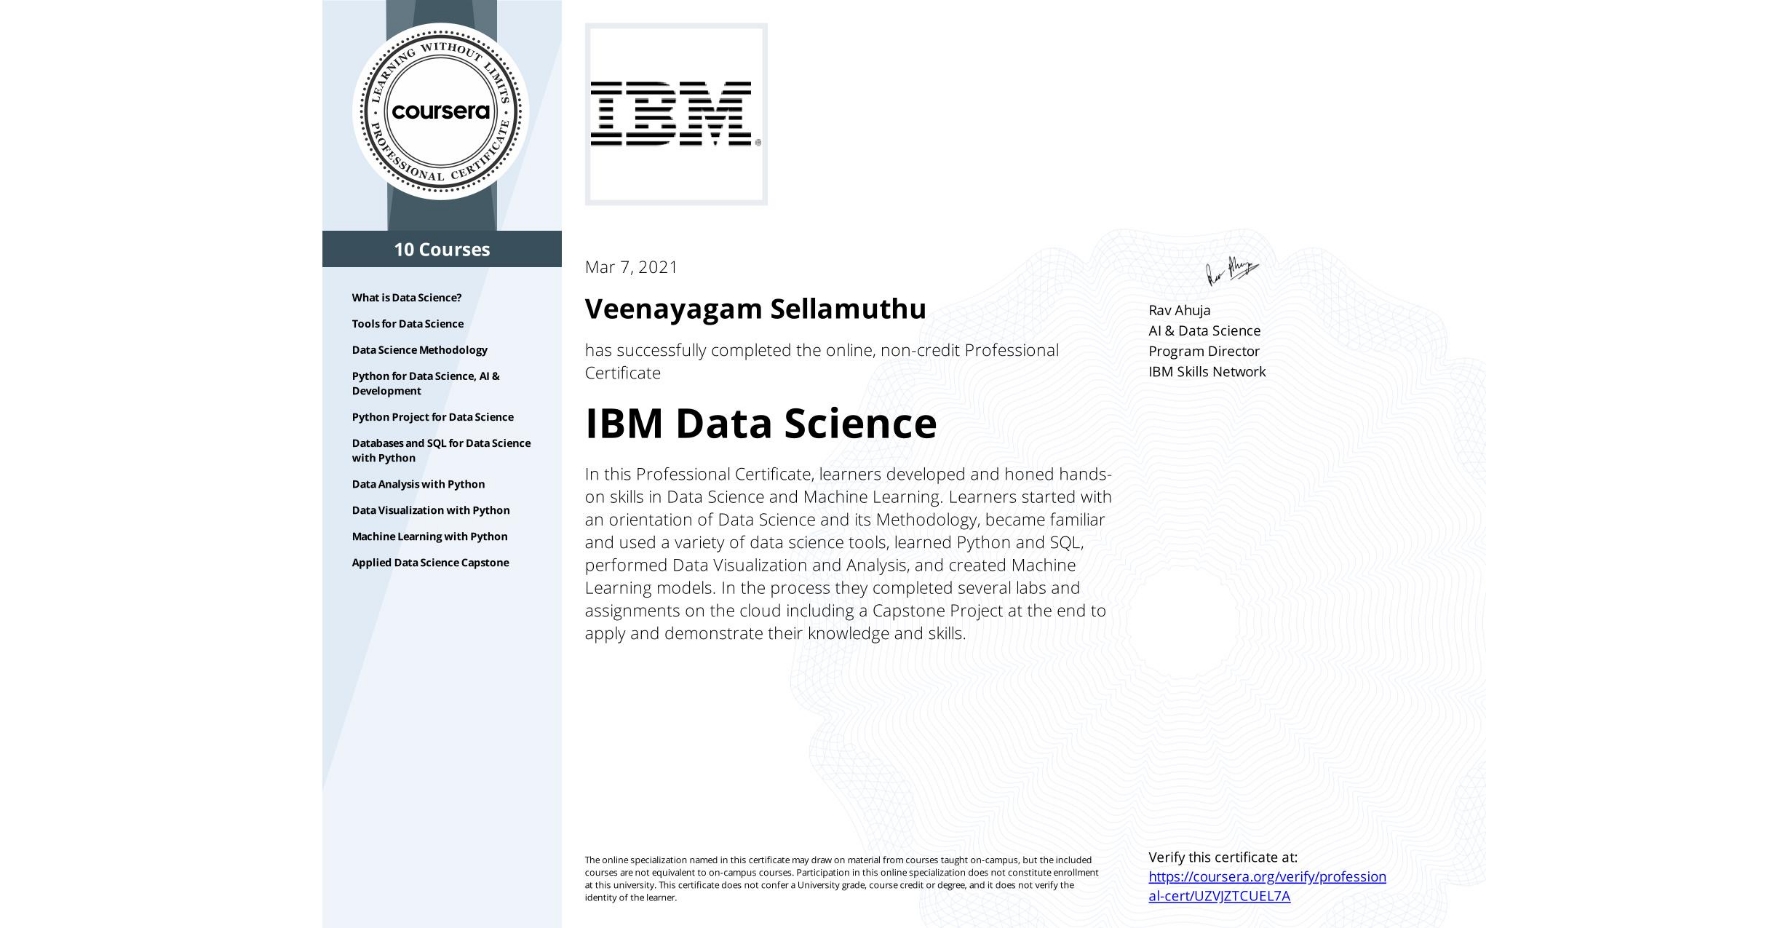 LEARNING WITHOUT LIMITS
coursera
PROFESSIONAL CERTIFICATE
10 Courses
What is Data Science?
Tools for Data Science
Data Science Methodology
Python for Data Science, AI &
Development
Python Project for Data Science
Databases and SQL for Data Science
with Python
Data Analysis with Python
Data Visualization with Python
Machine Learning with Python
Applied Data Science Capstone
IBM®
Mar 7, 2021
Veenayagam Sellamuthu
has successfully completed the online, non-credit Professional
Certificate
IBM Data Science
In this Professional Certificate, learners developed and honed hands-
on skills in Data Science and Machine Learning. Learners started with
an orientation of Data Science and its Methodology, became familiar
and used a variety of data science tools, learned Python and SQL,
performed Data Visualization and Analysis, and created Machine
Learning models. In the process they completed several labs and
assignments on the cloud including a Capstone Project at the end to
apply and demonstrate their knowledge and skills.
Rav Ahuja
Rav Ahuja
AI & Data Science
Program Director
IBM Skills Network
The online specialization named in this certificate may draw on material from courses taught on-campus, but the included
courses are not equivalent to on-campus courses. Participation in this online specialization does not constitute enrollment
at this university. This certificate does not confer a University grade, course credit or degree, and it does not verify the
identity of the learner.
Verify this certificate at:
https://coursera.org/verify/profession
al-cert/UZVJZTCUEL7A